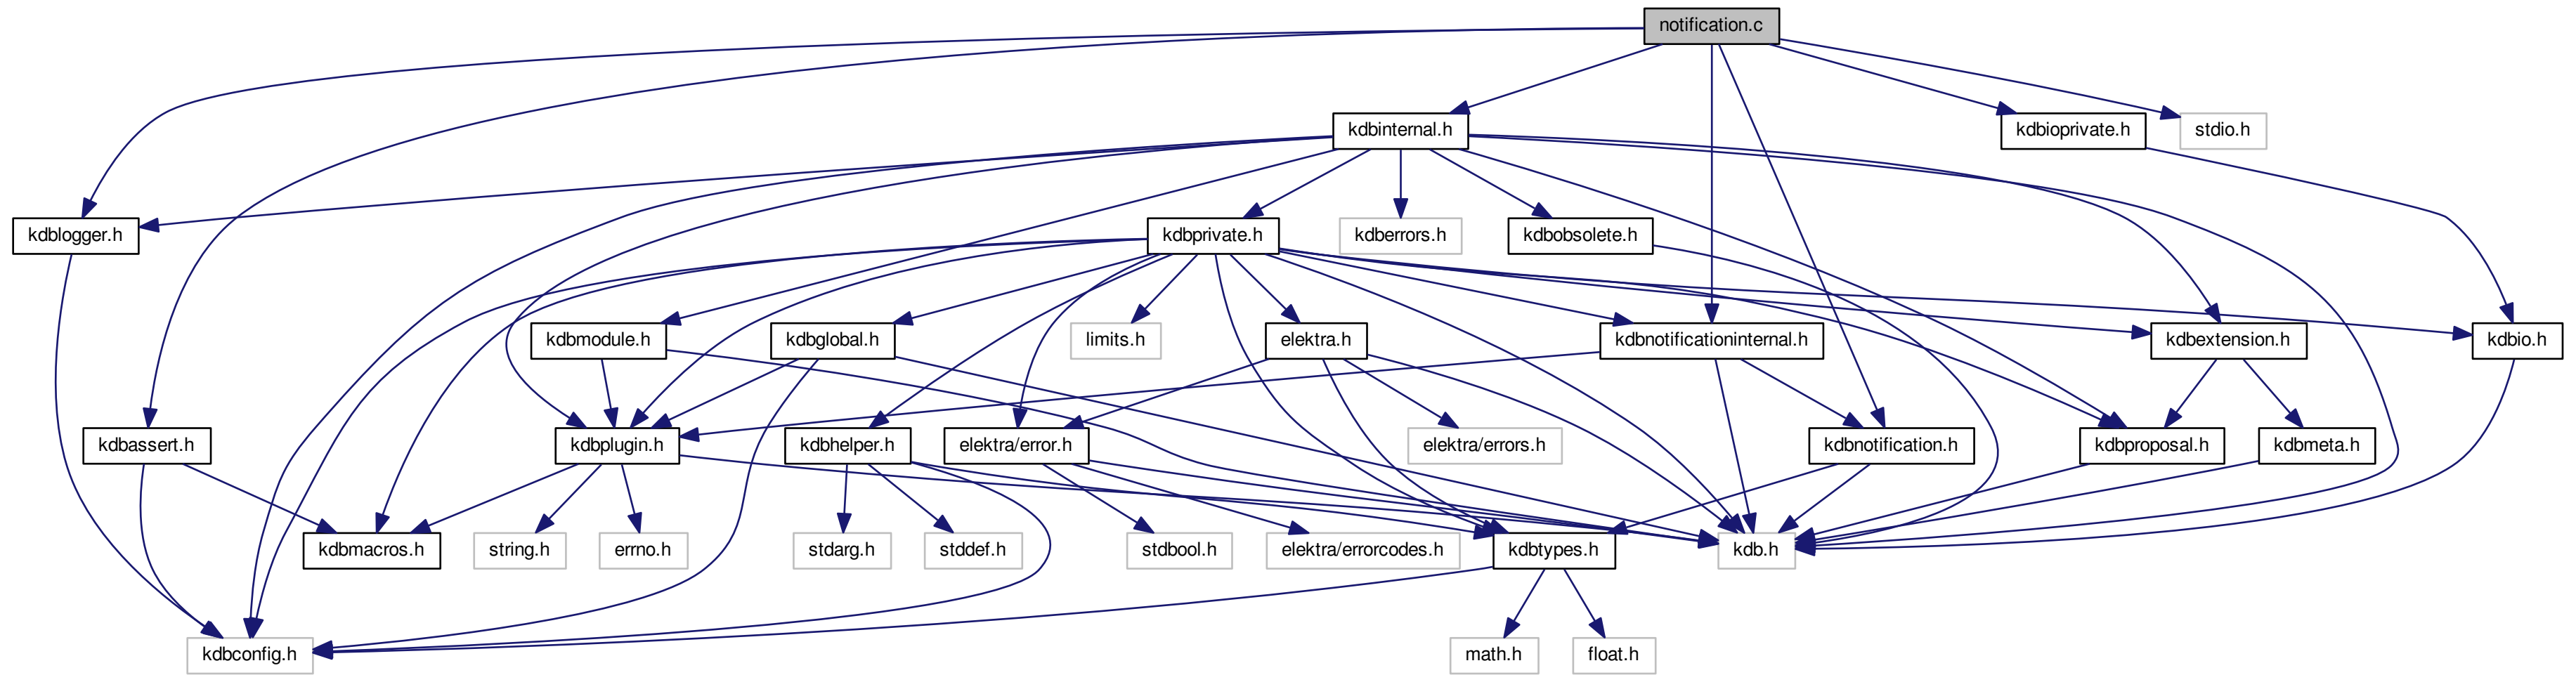 notification.c
kdbinternal.h
kdbioprivate.h
stdio.h
kdblogger.h
kdbprivate.h
kdberrors.h
kdbobsolete.h
kdbmodule.h
kdbglobal.h
limits.h
elektra.h
kdbnotificationinternal.h
kdbextension.h
kdbio.h
kdbassert.h
kdbplugin.h
kdbhelper.h
elektra/error.h
elektra/errors.h
kdbnotification.h
kdbproposal.h
kdbmeta.h
kdbmacros.h
string.h
errno.h
stdarg.h
stddef.h
stdbool.h
elektra/errorcodes.h
kdbtypes.h
kdb.h
kdbconfig.h
math.h
float.h